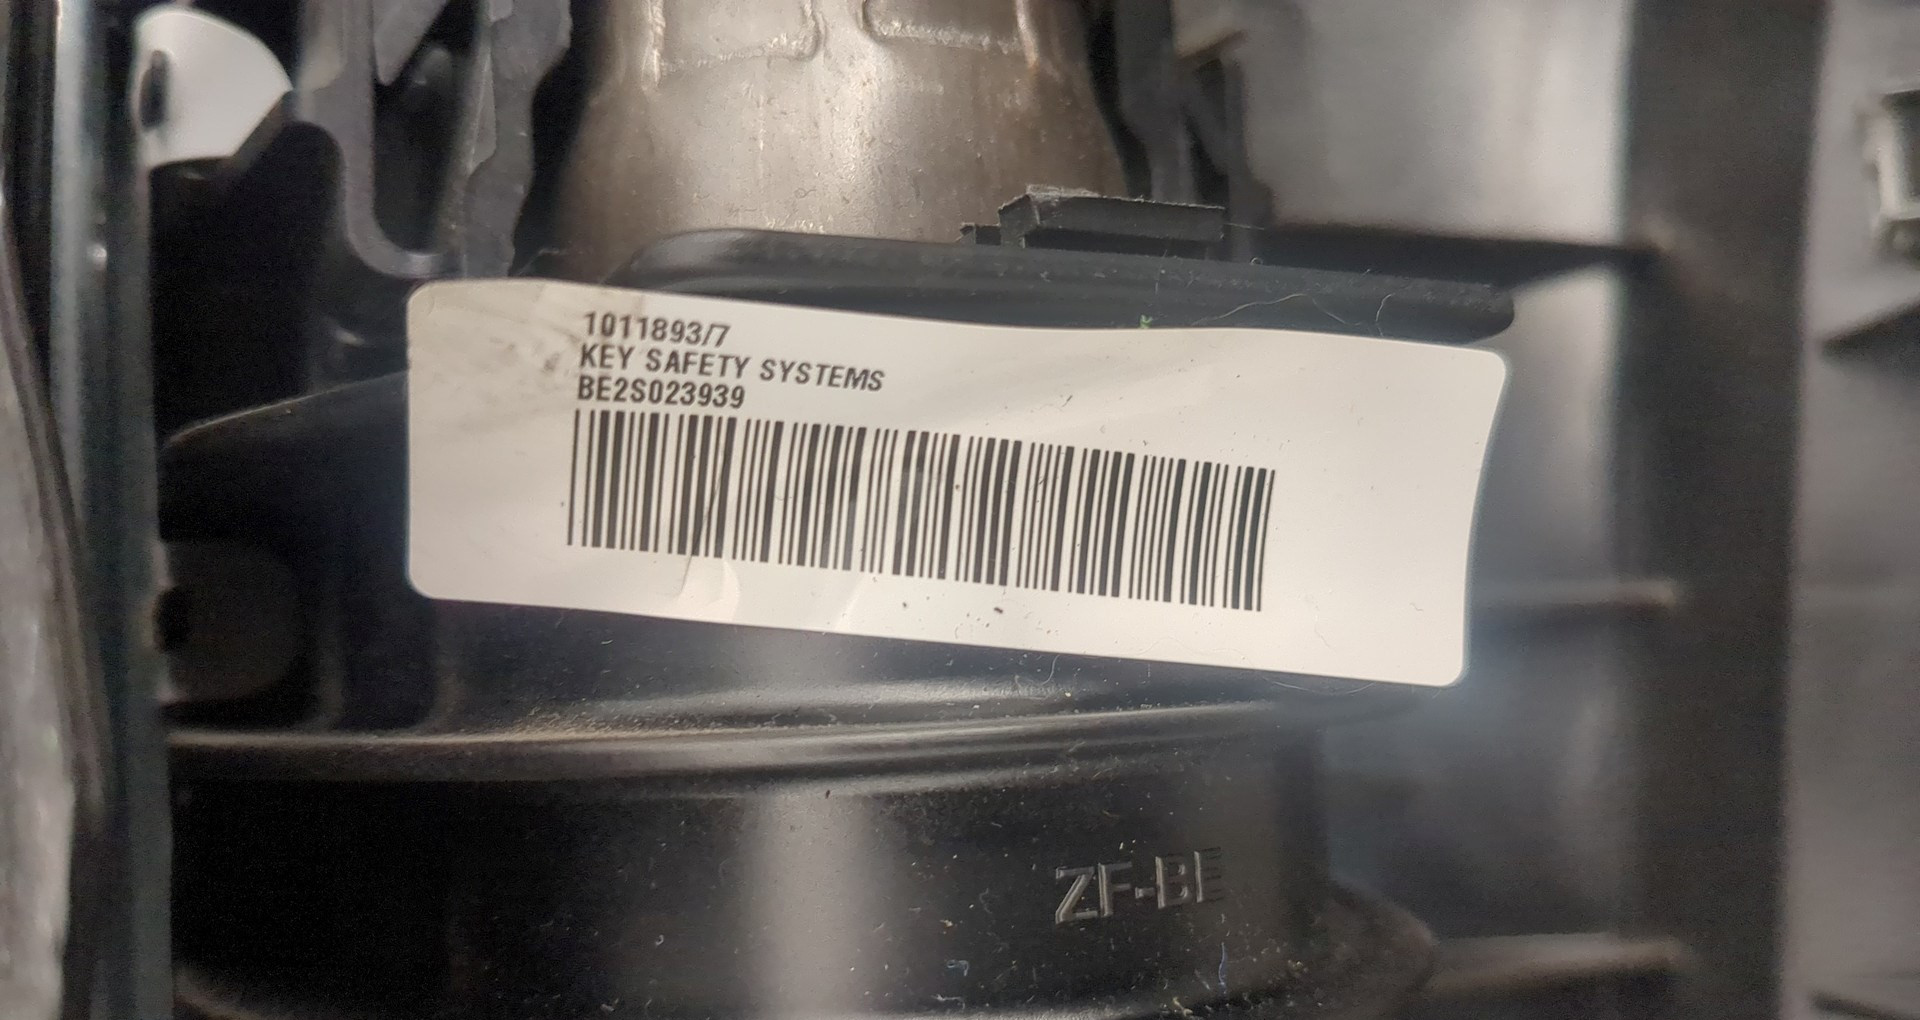 1011893/7
KEY SAFETY SYSTEMS
BE2S023939
ZF-BE